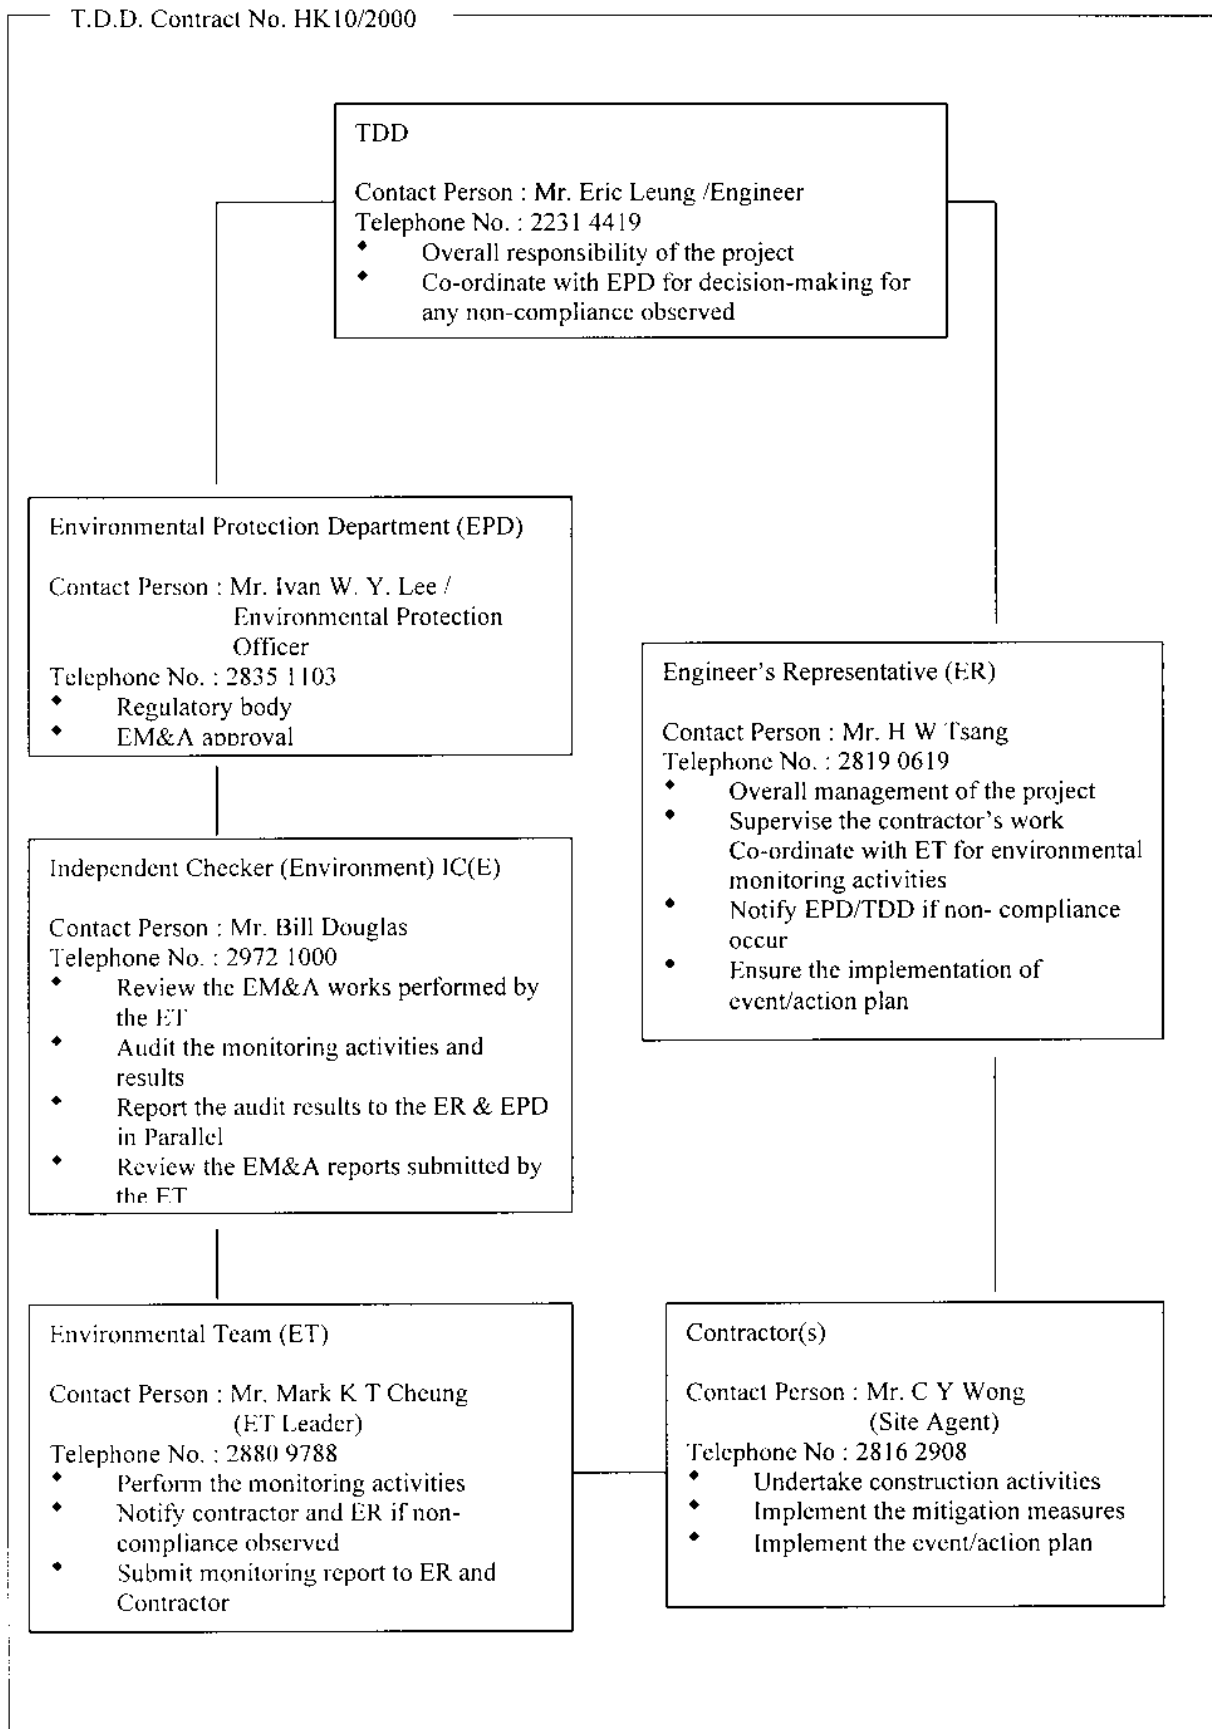 T.D.D. Contract No. HK10/2000
TDD
Contact Person : Mr. Eric Leung /Engineer
Telephone No. : 2231 4419
◆ Overall responsibility of the project
◆ Co-ordinate with EPD for decision-making for
any non-compliance observed
Environmental Protection Department (EPD)
Contact Person : Mr. Ivan W. Y. Lee /
Environmental Protection
Officer
Telephone No. : 2835 1103
◆ Regulatory body
◆ EM&A approval
Engineer's Representative (ER)
Contact Person : Mr. H W Tsang
Telephone No. : 2819 0619
◆ Overall management of the project
◆ Supervise the contractor's work
Co-ordinate with ET for environmental
monitoring activities
◆ Notify EPD/TDD if non- compliance
occur
◆ Ensure the implementation of
event/action plan
Independent Checker (Environment) IC(E)
Contact Person : Mr. Bill Douglas
Telephone No. : 2972 1000
◆ Review the EM&A works performed by
the ET
◆ Audit the monitoring activities and
results
◆ Report the audit results to the ER & EPD
in Parallel
◆ Review the EM&A reports submitted by
the ET
Environmental Team (ET)
Contact Person : Mr. Mark K T Cheung
(ET Leader)
Telephone No. : 2880 9788
◆ Perform the monitoring activities
◆ Notify contractor and ER if non-
compliance observed
◆ Submit monitoring report to ER and
Contractor
Contractor(s)
Contact Person : Mr. C Y Wong
(Site Agent)
Telephone No : 2816 2908
◆ Undertake construction activities
◆ Implement the mitigation measures
◆ Implement the event/action plan